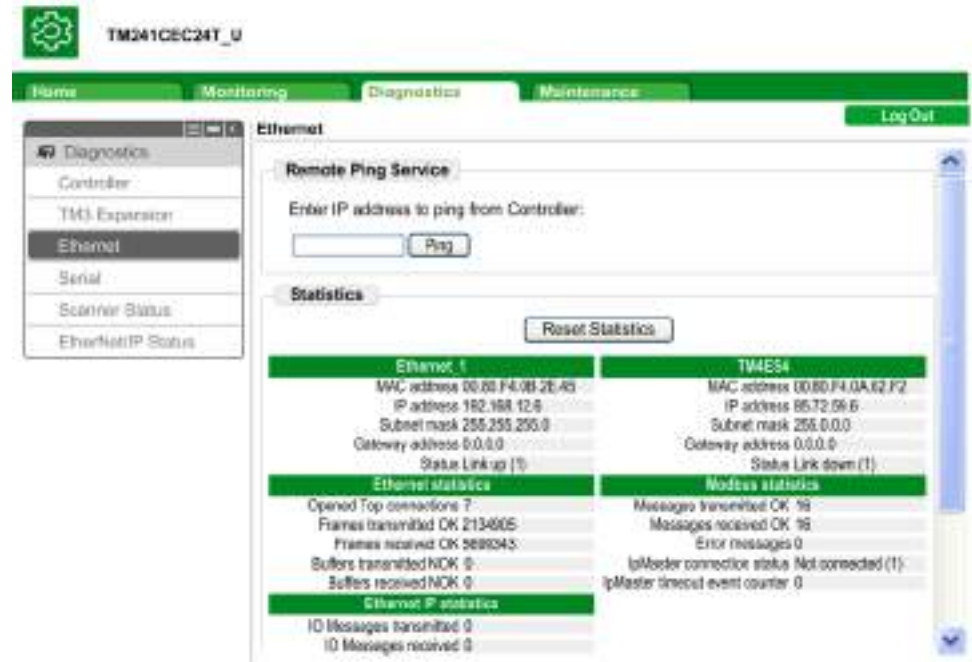 TM241CEC24T_U
Home
Monitoring
Diagnostics
Maintenance
Log Out
Diagnostics
Controller
TM3 Expansion
Ethernet
Serial
Scanner Status
EtherNet/IP Status
Ethernet
Remote Ping Service
Enter IP address to ping from Controller:
Ping
Statistics
Reset Statistics
Ethernet_1
MAC address 00.80.F4.0B.2E.45
IP address 192.168.12.6
Subnet mask 255.255.255.0
Gateway address 0.0.0.0
Status Link up (1)
Ethernet statistics
Opened Tcp connections 7
Frames transmitted OK 2134905
Frames received OK
Buffers transmitted NOK 0
Buffers received NOK 0
Ethernet IP statistics
IO Messages transmitted 0
IO Messages received 0
TM4ES4
MAC address 00.80.F4.0A.62.F2
IP address
Subnet mask 255.0.0.0
Gateway address 0.0.0.0
Status Link down (1)
Modbus statistics
Messages transmitted OK 16
Messages received OK 16
Error messages 0
IpMaster connection status Not connected (1)
IpMaster timeout event counter 0